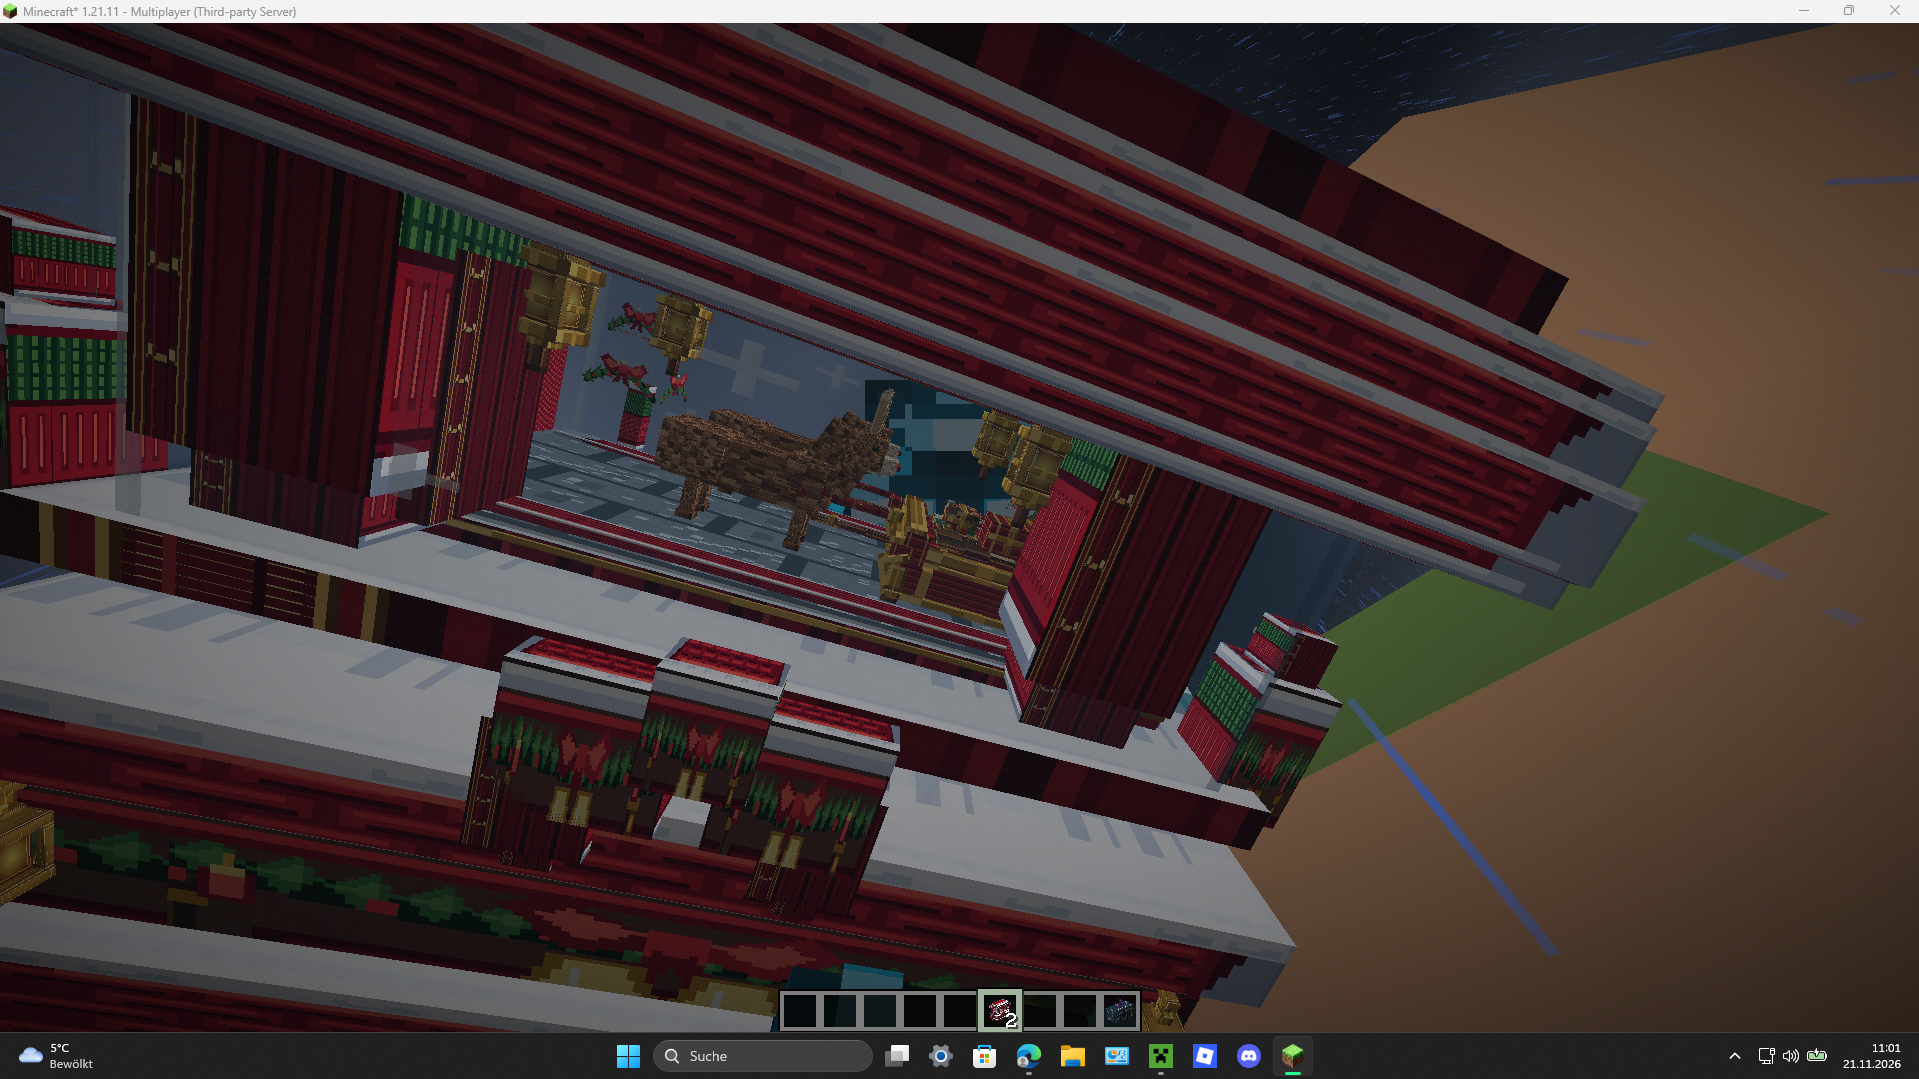 Minecraft* 1.21.11 - Multiplayer (Third-party Server)
2
5°C
Bewölkt
Suche
11:01
21.11.2026